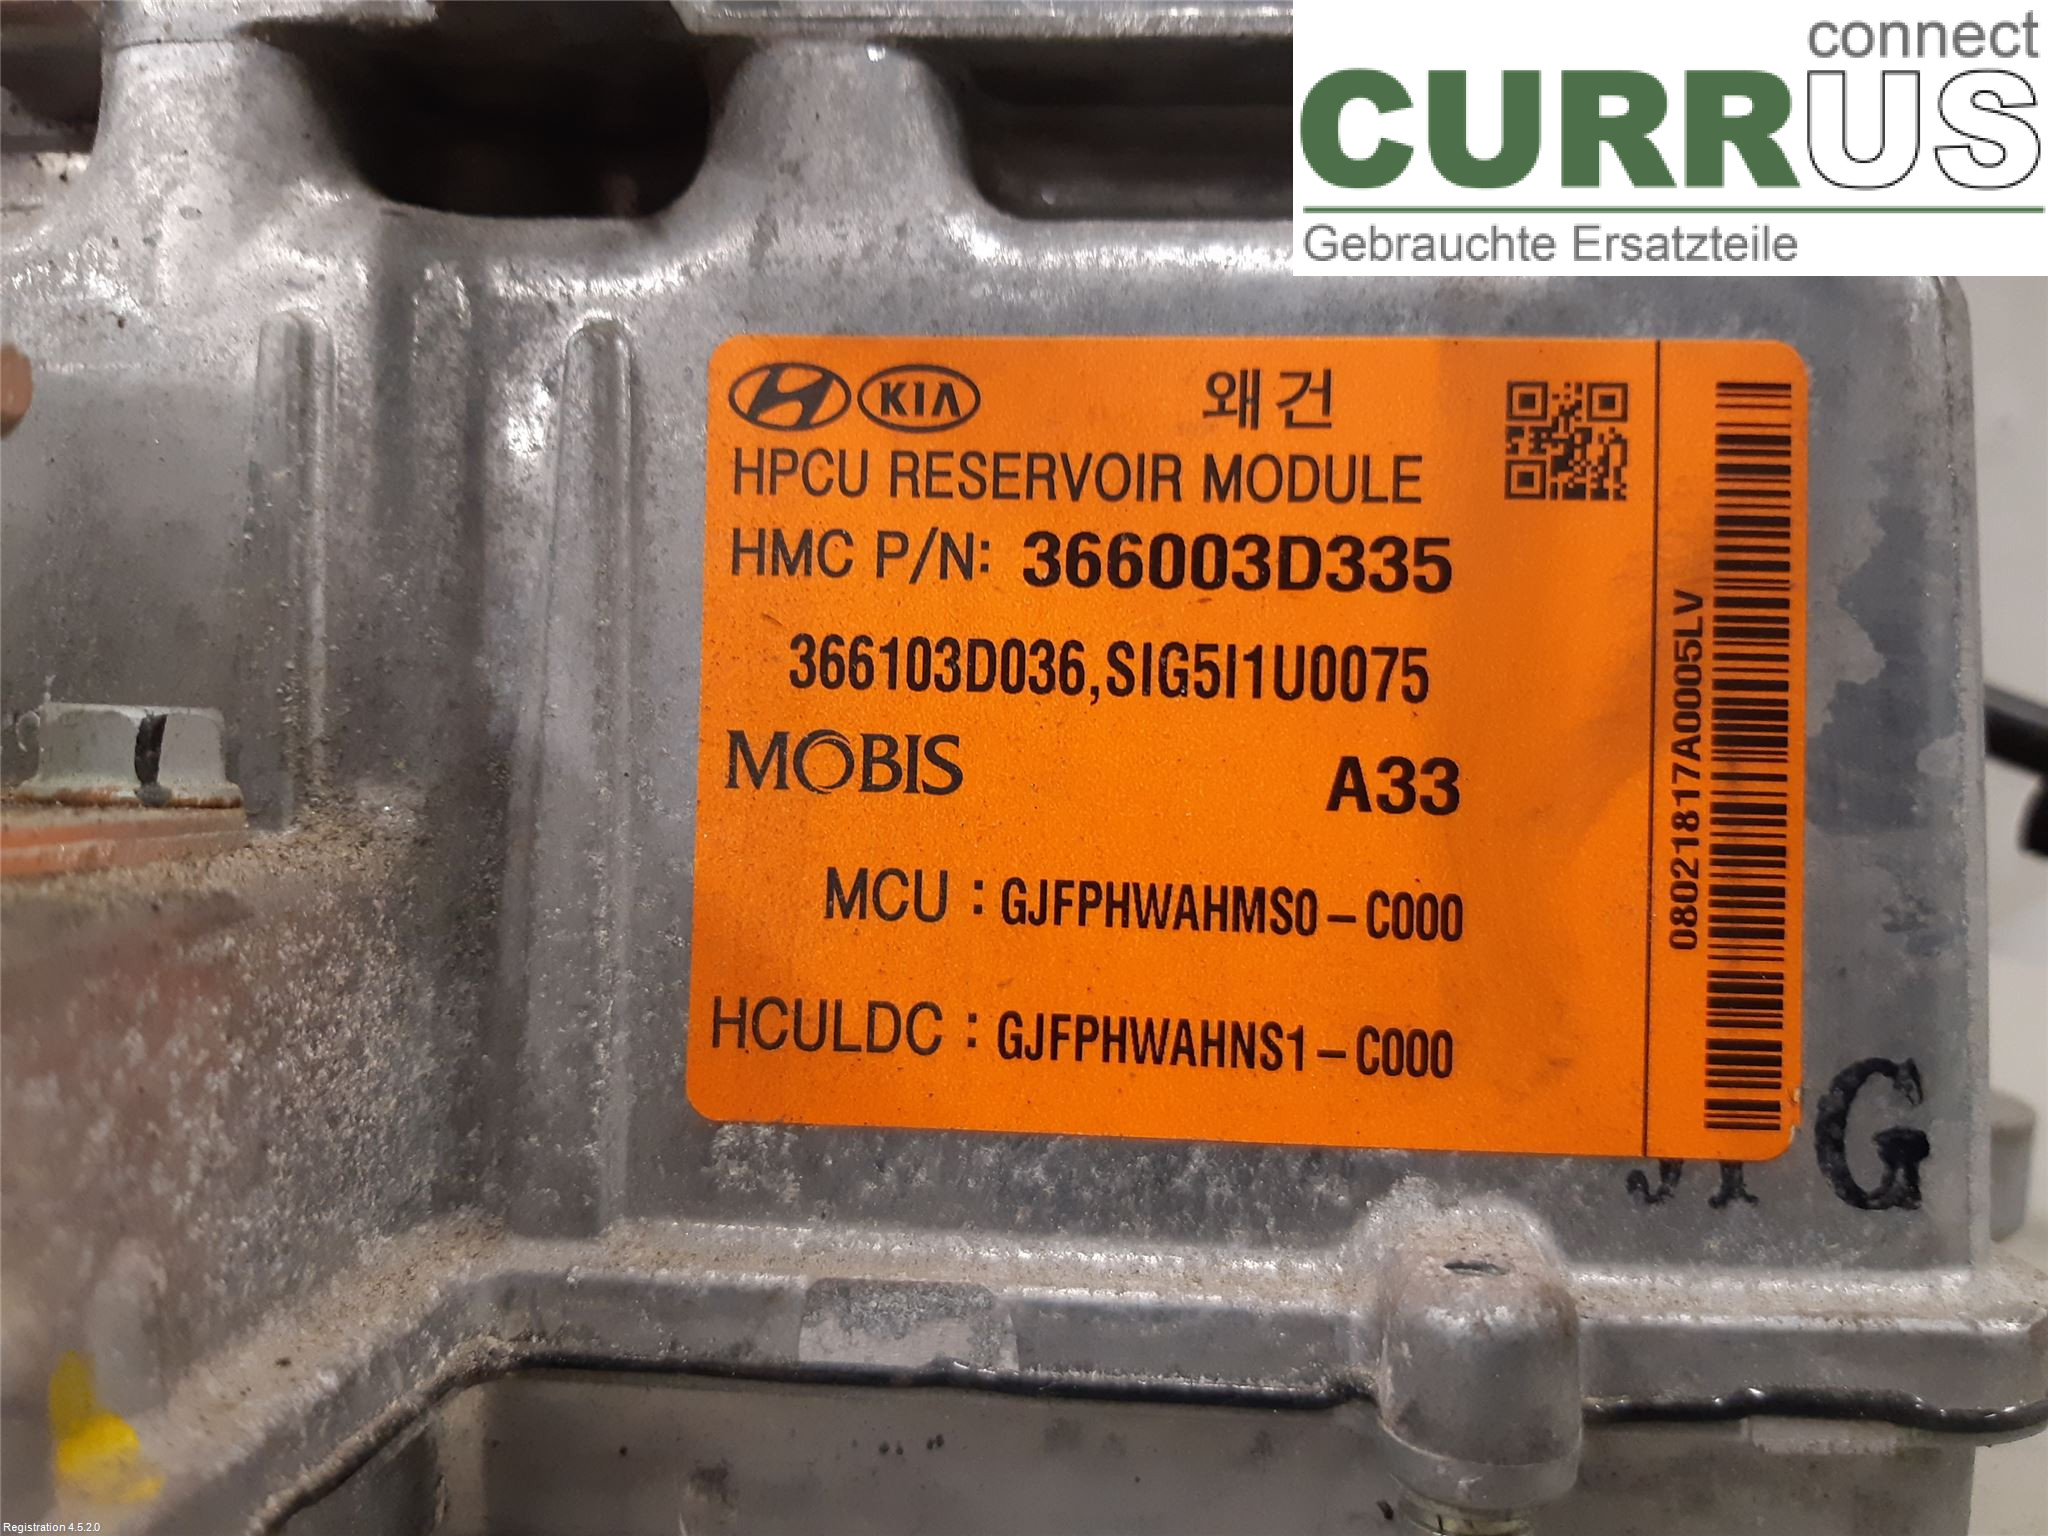 connect
CURRUS
Gebrauchte Ersatzteile
KIA 왜건
HPCU RESERVOIR MODULE
HMC P/N: 366003D335
366103D036,SIG5I1U0075
MOBIS A33
MCU : GJFPHWAHMS0-C000
HCULDC : GJFPHWAHNS1-C000
080221817A0005LV
G
Registration 4.5.2.0